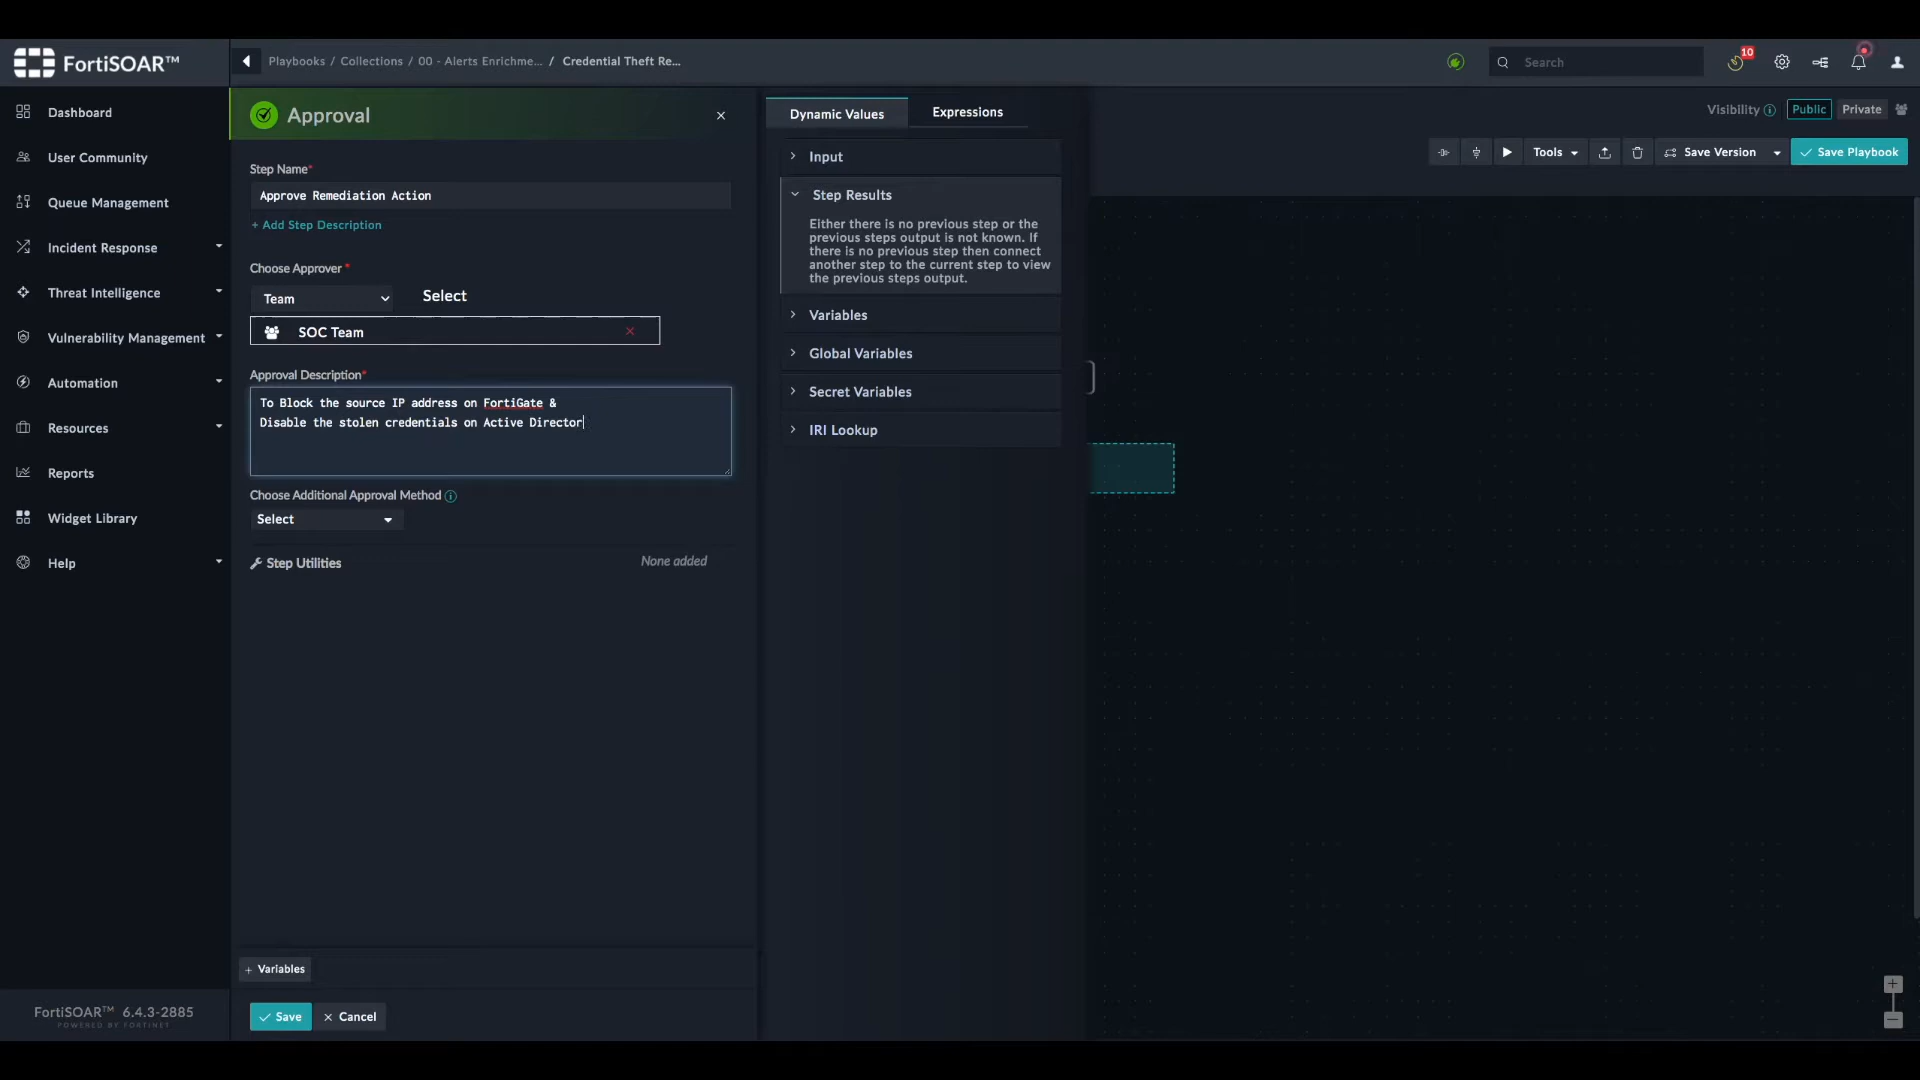 FortiSOAR™
Playbooks / Collections / 00 - Alerts Enrichme... / Credential Theft Re...
Search
10
Dashboard
User Community
Queue Management
Incident Response
Threat Intelligence
Vulnerability Management
Automation
Resources
Reports
Widget Library
Help
FortiSOAR™ 6.4.3-2885
POWERED BY FORTINET
Approval
Step Name*
Approve Remediation Action
+ Add Step Description
Choose Approver *
Team
Select
SOC Team
Approval Description*
To Block the source IP address on FortiGate &
Disable the stolen credentials on Active Director
Choose Additional Approval Method
Select
Step Utilities
None added
+ Variables
Save
Cancel
Dynamic Values
Expressions
Input
Step Results
Either there is no previous step or the
previous steps output is not known. If
there is no previous step then connect
another step to the current step to view
the previous steps output.
Variables
Global Variables
Secret Variables
IRI Lookup
Visibility
Public
Private
Tools
Save Version
Save Playbook